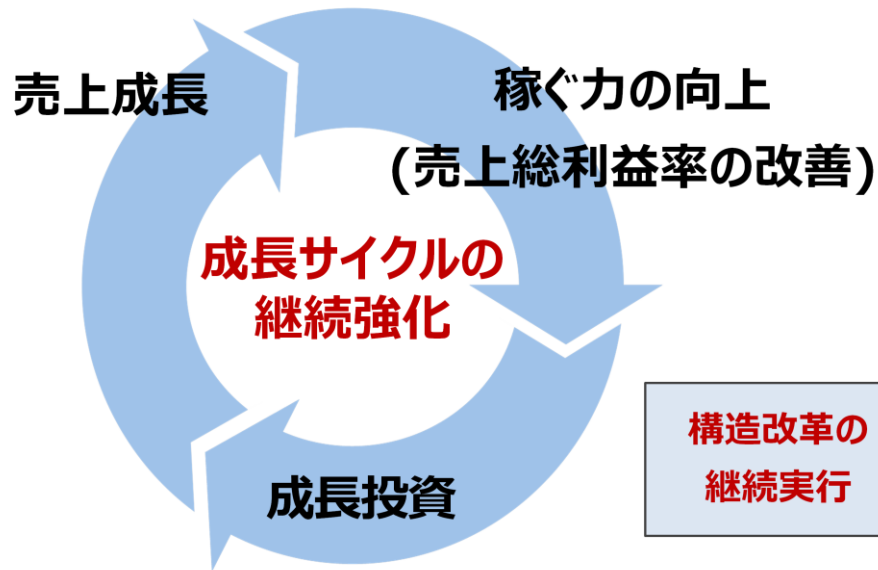 売上成長
稼ぐ力の向上
(売上総利益率の改善)
成長サイクルの
継続強化
成長投資
構造改革の
継続実行